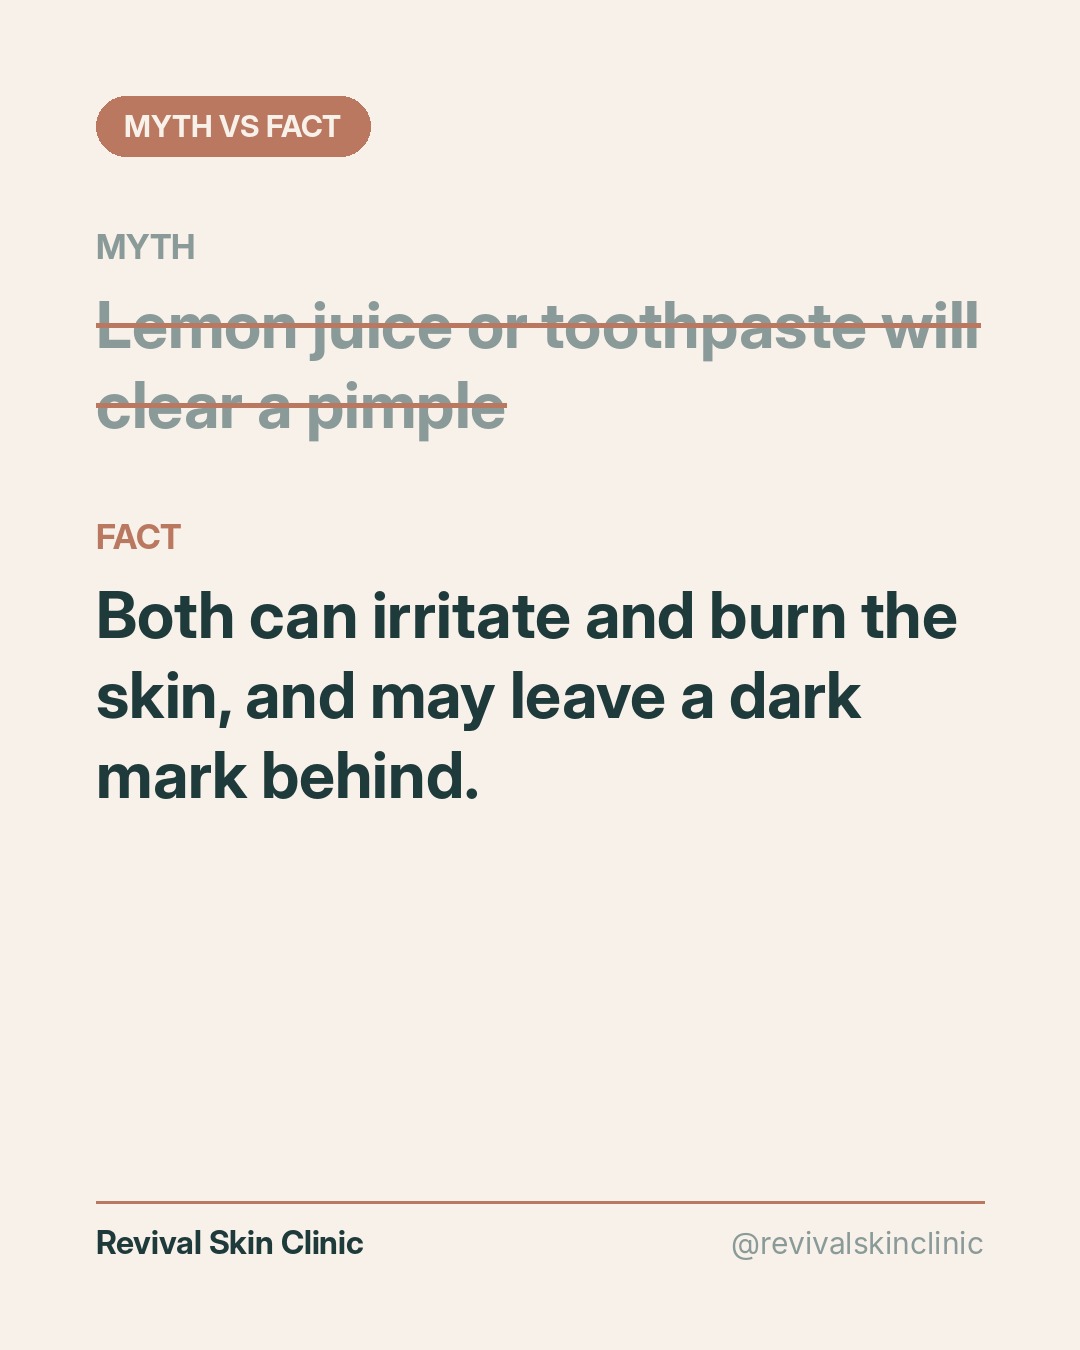 MYTH VS FACT
MYTH
Lemon juice or toothpaste will
clear a pimple
FACT
Both can irritate and burn the
skin, and may leave a dark
mark behind.
Revival Skin Clinic
@revivalskinclinic